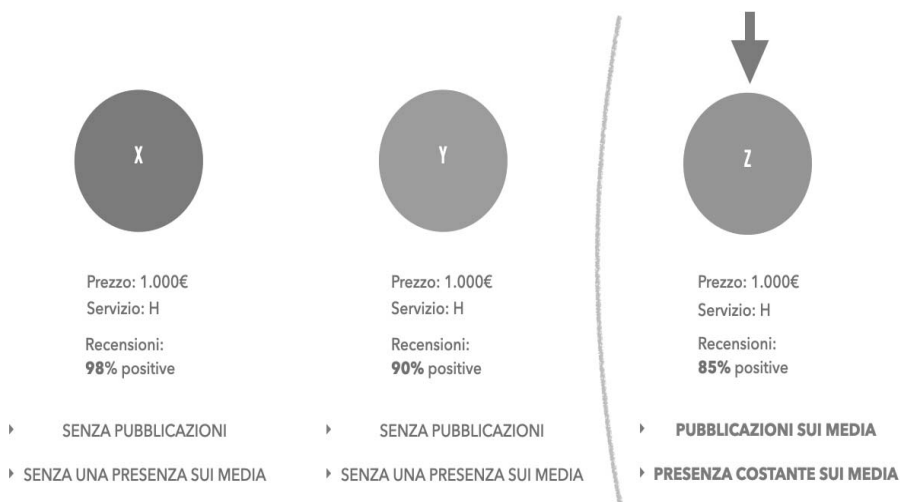 X
Prezzo: 1.000€
Servizio: H
Recensioni:
98% positive
SENZA PUBBLICAZIONI
SENZA UNA PRESENZA SUI MEDIA
Y
Prezzo: 1.000€
Servizio: H
Recensioni:
90% positive
SENZA PUBBLICAZIONI
SENZA UNA PRESENZA SUI MEDIA
Z
Prezzo: 1.000€
Servizio: H
Recensioni:
85% positive
PUBBLICAZIONI SUI MEDIA
PRESENZA COSTANTE SUI MEDIA